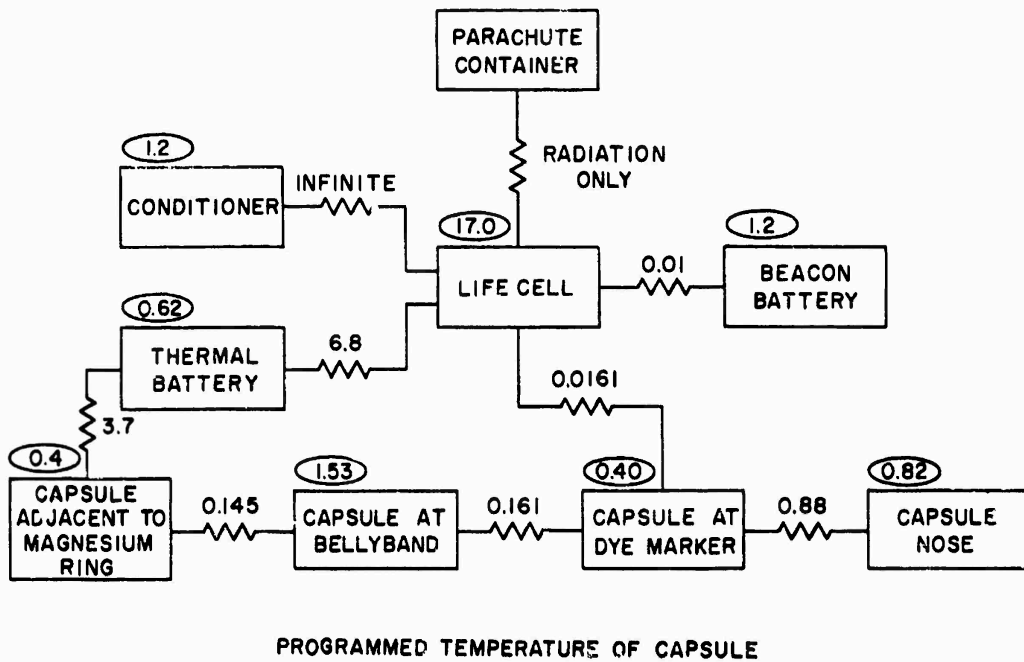 PARACHUTE
CONTAINER
RADIATION
ONLY
1.2
CONDITIONER
INFINITE
17.0
LIFE CELL
0.01
1.2
BEACON
BATTERY
0.62
THERMAL
BATTERY
6.8
0.0161
3.7
0.4
CAPSULE
ADJACENT TO
MAGNESIUM
RING
0.145
1.53
CAPSULE AT
BELLYBAND
0.161
0.40
CAPSULE AT
DYE MARKER
0.88
0.82
CAPSULE
NOSE
PROGRAMMED TEMPERATURE OF CAPSULE